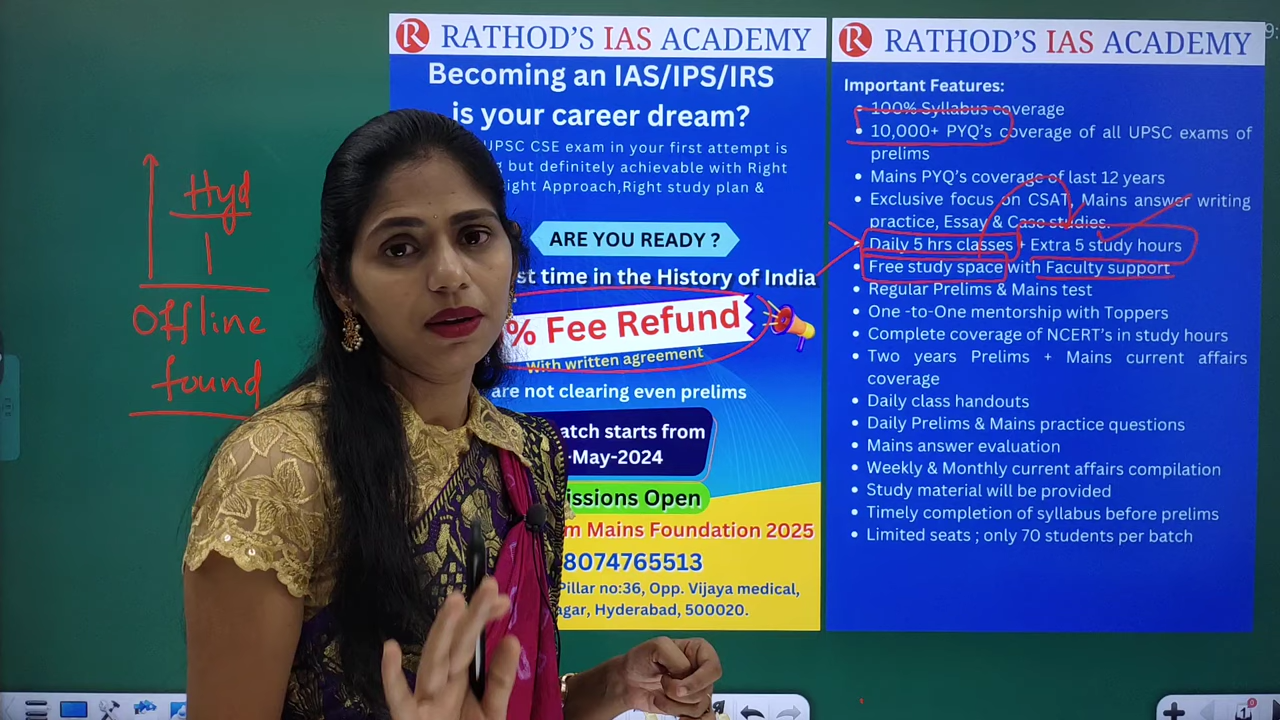 Hyd
Offline
found
R RATHOD'S IAS ACADEMY
Becoming an IAS/IPS/IRS
is your career dream?
UPSC CSE exam in your first attempt is
but definitely achievable with Right
Approach,Right study plan &
ARE YOU READY ?
time in the History of India
% Fee Refund
With written agreement
are not clearing even prelims
starts from
-May-2024
Open
Mains Foundation 2025
8074765513
Pillar no:36, Opp. Vijaya medical,
Hyderabad, 500020.
R RATHOD'S IAS ACADEMY
Important Features:
• 100% Syllabus coverage
• 10,000+ PYQ's coverage of all UPSC exams of
prelims
• Mains PYQ's coverage of last 12 years
• Exclusive focus on CSAT, Mains answer writing
practice, Essay & Case studies.
• Daily 5 hrs classes + Extra 5 study hours
• Free study space with Faculty support
• Regular Prelims & Mains test
• One -to-One mentorship with Toppers
• Complete coverage of NCERT's in study hours
• Two years Prelims + Mains current affairs
coverage
• Daily class handouts
• Daily Prelims & Mains practice questions
• Mains answer evaluation
• Weekly & Monthly current affairs compilation
• Study material will be provided
• Timely completion of syllabus before prelims
• Limited seats ; only 70 students per batch